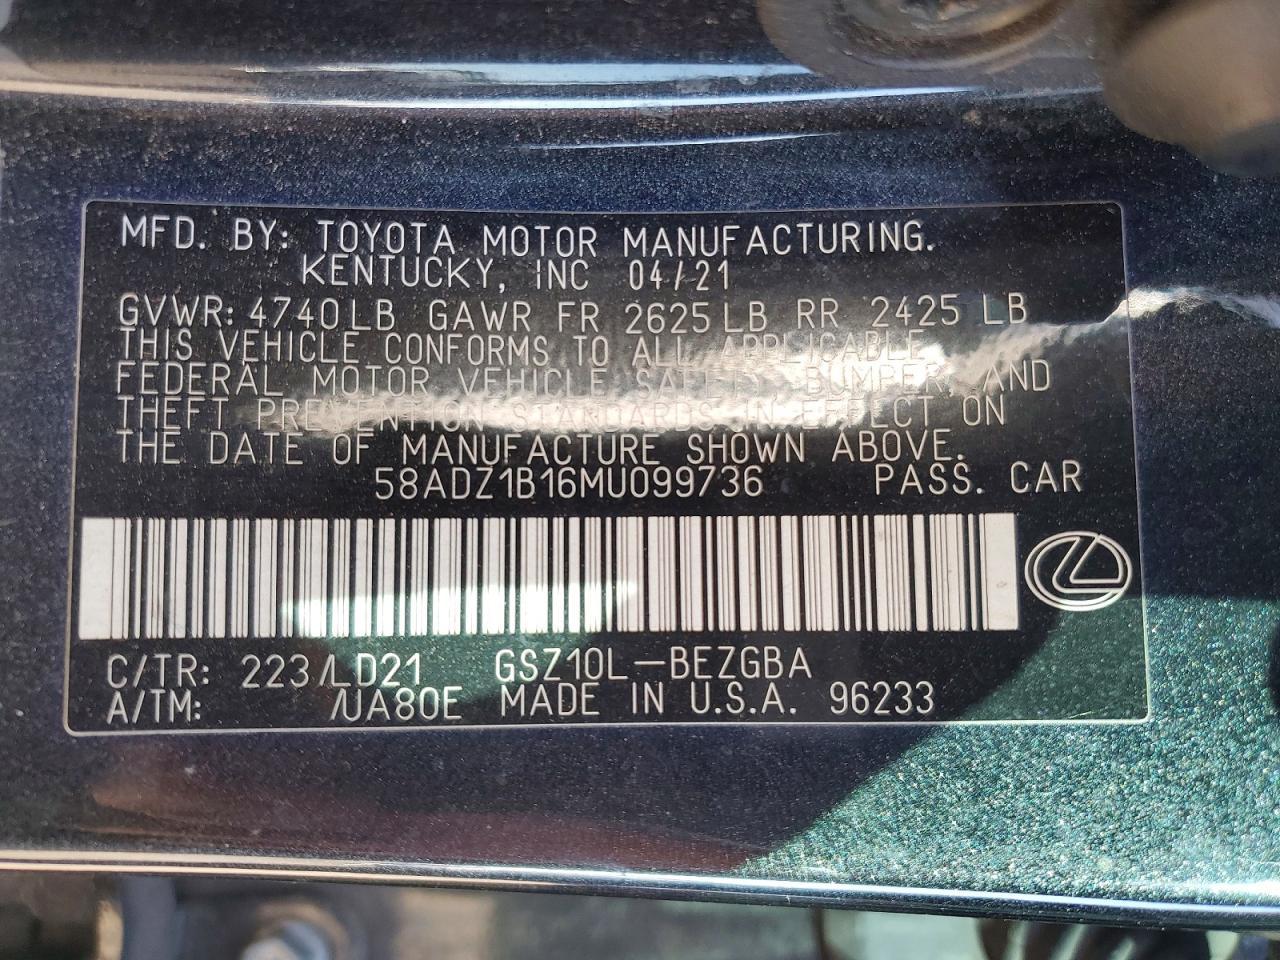 MFD. BY: TOYOTA MOTOR MANUFACTURING.
KENTUCKY, INC 04/21
GVWR: 4740LB GAWR FR 2625LB RR 2425 LB
THIS VEHICLE CONFORMS TO ALL APPLICABLE
FEDERAL MOTOR VEHICLE SAFETY, BUMPER, AND
THEFT PREVENTION STANDARDS IN EFFECT ON
THE DATE OF MANUFACTURE SHOWN ABOVE.
58ADZ1B16MU099736 PASS. CAR
C/TR: 223/LD21 GSZ10L-BEZGBA
A/TM: /UA80E MADE IN U.S.A. 96233